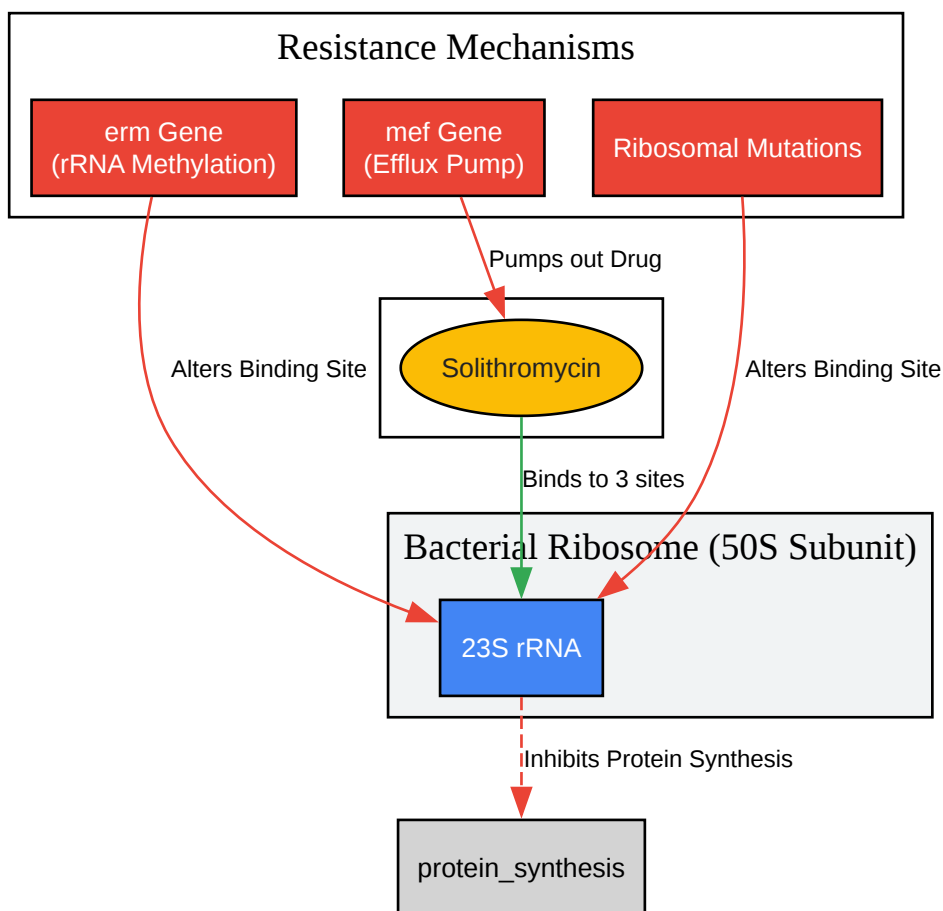 Resistance Mechanisms
erm Gene
(rRNA Methylation)
mef Gene
(Efflux Pump)
Ribosomal Mutations
Pumps out Drug
Alters Binding Site
Solithromycin
Alters Binding Site
Binds to 3 sites
Bacterial Ribosome (50S Subunit)
23S rRNA
Inhibits Protein Synthesis
protein_synthesis